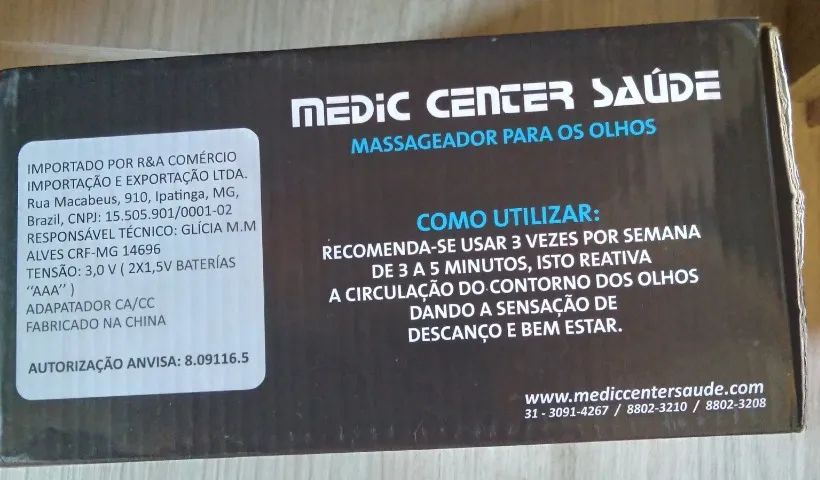 MEDIC CENTER SAÚDE
MASSAGEADOR PARA OS OLHOS
IMPORTADO POR R&A COMÉRCIO
IMPORTAÇÃO E EXPORTAÇÃO LTDA.
Rua Macabeus, 910, Ipatinga, MG,
Brazil, CNPJ: 15.505.901/0001-02
RESPONSÁVEL TÉCNICO: GLÍCIA M.M
ALVES CRF-MG 14696
TENSÃO: 3,0 V ( 2X1,5V BATERÍAS
“AAA” )
ADAPATADOR CA/CC
FABRICADO NA CHINA
AUTORIZAÇÃO ANVISA: 8.09116.5
COMO UTILIZAR:
RECOMENDA-SE USAR 3 VEZES POR SEMANA
DE 3 A 5 MINUTOS, ISTO REATIVA
A CIRCULAÇÃO DO CONTORNO DOS OLHOS
DANDO A SENSAÇÃO DE
DESCANÇO E BEM ESTAR.
www.mediccentersaude.com
31 - 3091-4267 / 8802-3210 / 8802-3208